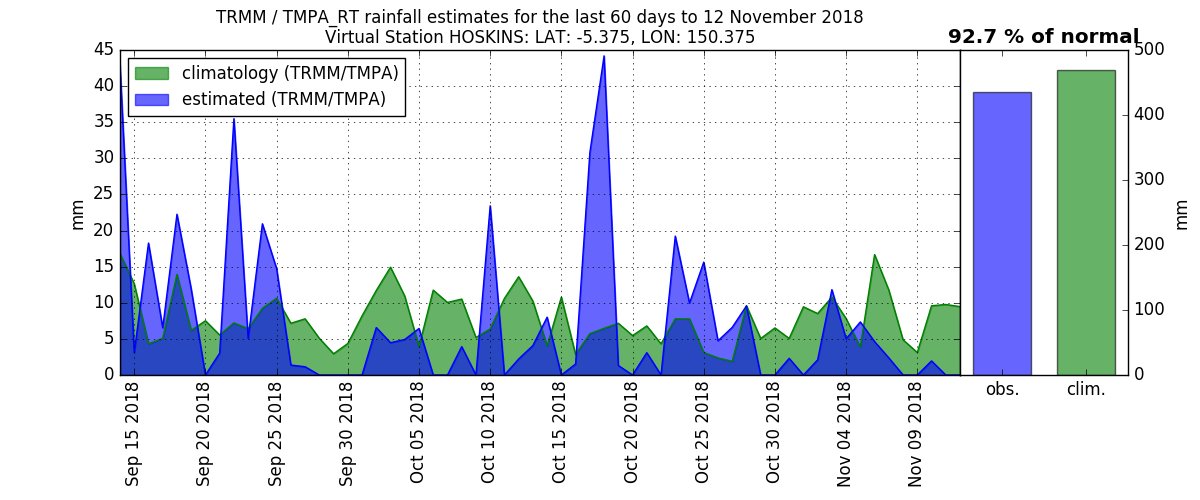 TRMM / TMPA_RT rainfall estimates for the last 60 days to 12 November 2018
Virtual Station HOSKINS: LAT: -5.375, LON: 150.375
92.7 % of normal
climatology (TRMM/TMPA)
estimated (TRMM/TMPA)
mm
45
40
35
30
25
20
15
10
5
0
Sep 15 2018
Sep 20 2018
Sep 25 2018
Sep 30 2018
Oct 05 2018
Oct 10 2018
Oct 15 2018
Oct 20 2018
Oct 25 2018
Oct 30 2018
Nov 04 2018
Nov 09 2018
obs.
clim.
500
400
300
200
100
0
mm